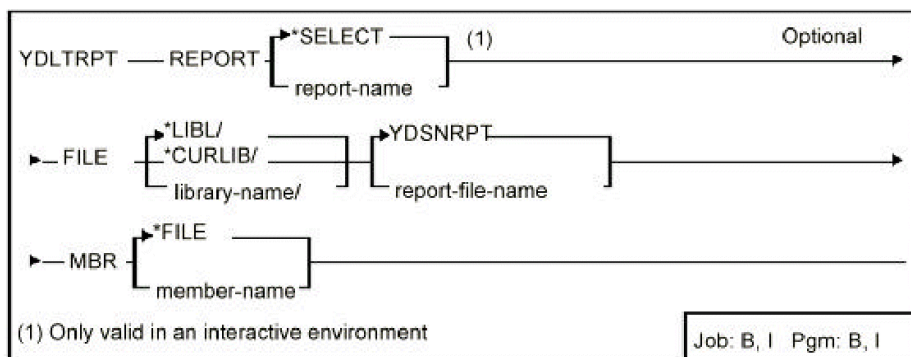 *SELECT (1) Optional
YDLTRPT REPORT
report-name
*LIBL/ YDSNRPT
FILE *CURLIB/
library-name/ report-file-name
*FILE
MBR
member-name
(1) Only valid in an interactive environment
Job: B, I Pgm: B, I